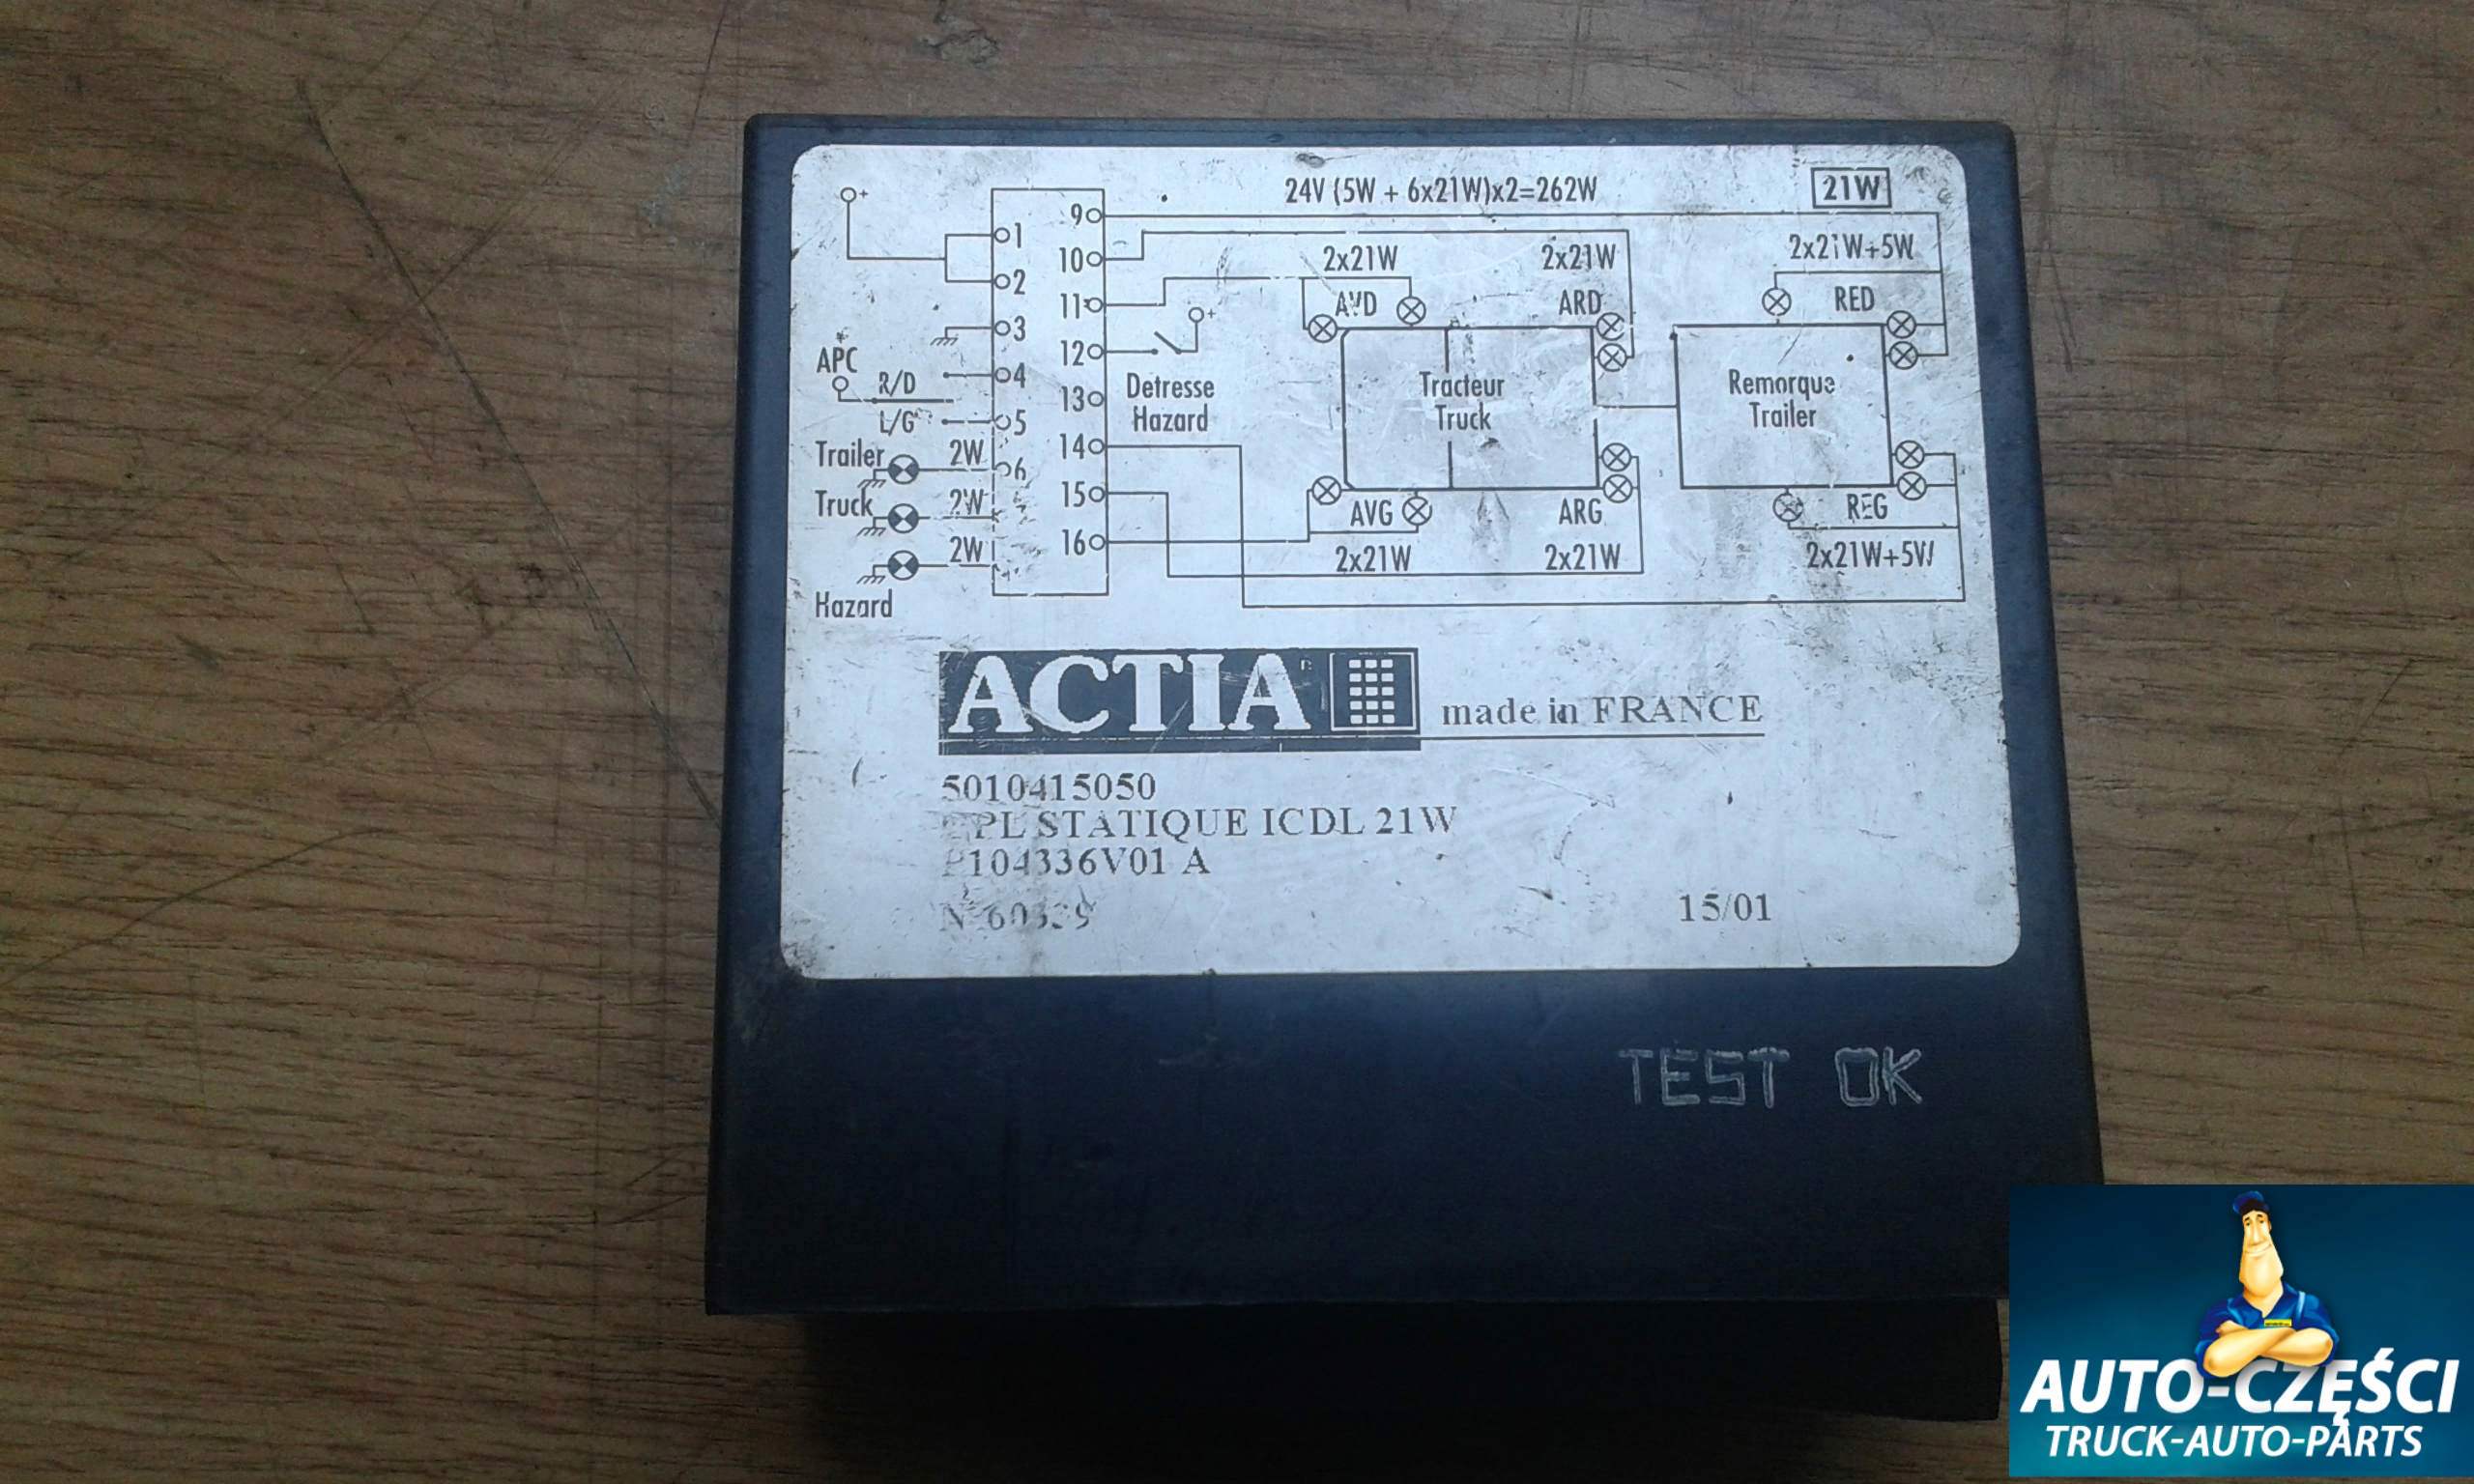 24V (5W + 6x21W)x2=262W
21W
+
1
2
3
4
5
6
9
10
11
12
13
14
15
16
APC
+
R/D
L/G
Trailer 2W
Truck 2W
2W
Hazard
+
Detresse
Hazard
2x21W
2x21W
2x21W+5W
AVD
ARD
RED
Tracteur
Truck
Remorque
Trailer
AVG
ARG
REG
2x21W
2x21W
2x21W+5W
ACTIA made in FRANCE
5010415050
STATIQUE ICDL 21W
P104336V01 A
15/01
TEST OK
AUTO-CZĘŚCI
TRUCK-AUTO-PARTS